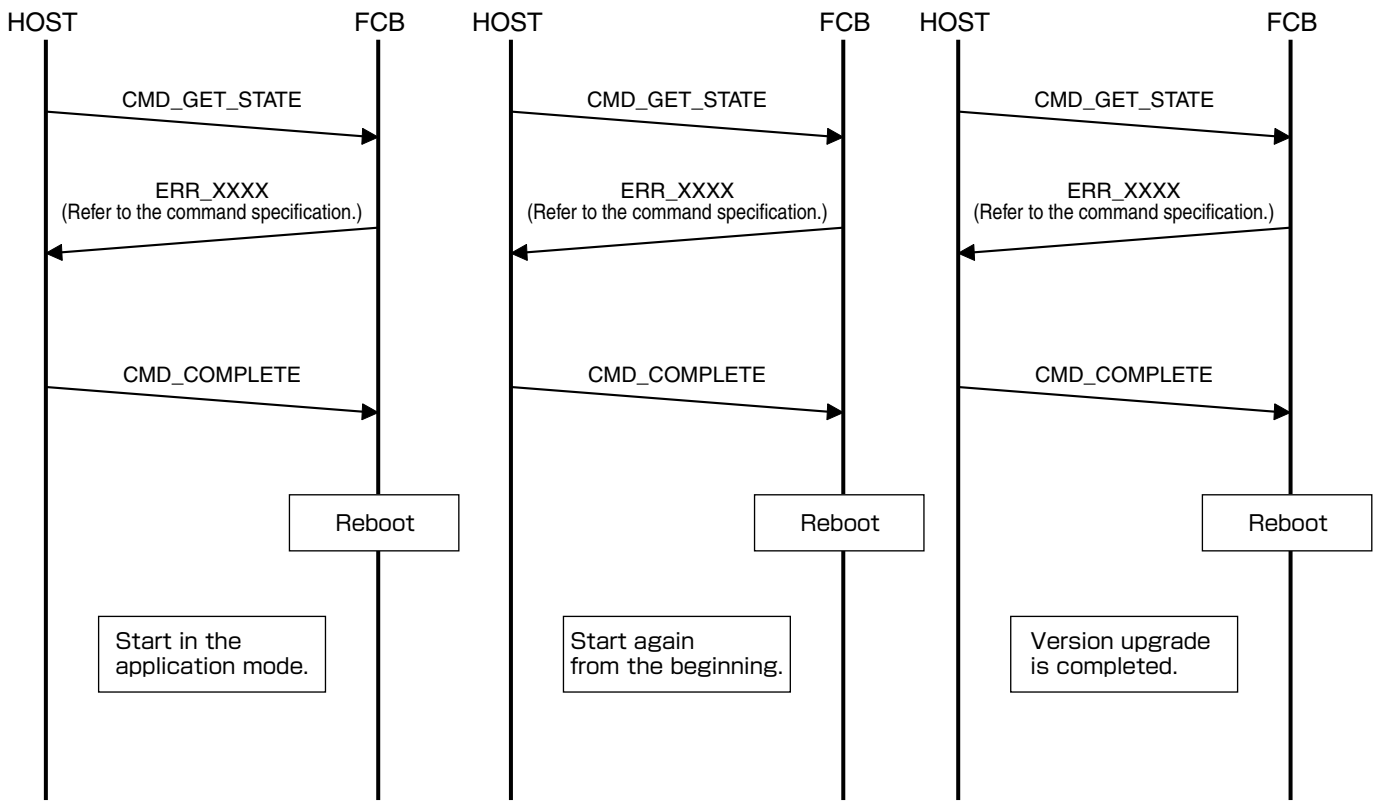 HOST FCB HOST FCB HOST FCB
CMD_GET_STATE CMD_GET_STATE CMD_GET_STATE
ERR_XXXX ERR_XXXX ERR_XXXX
(Refer to the command specification.) (Refer to the command specification.) (Refer to the command specification.)
CMD_COMPLETE CMD_COMPLETE CMD_COMPLETE
Reboot Reboot Reboot
Start in the
application mode.
Start again
from the beginning.
Version upgrade
is completed.